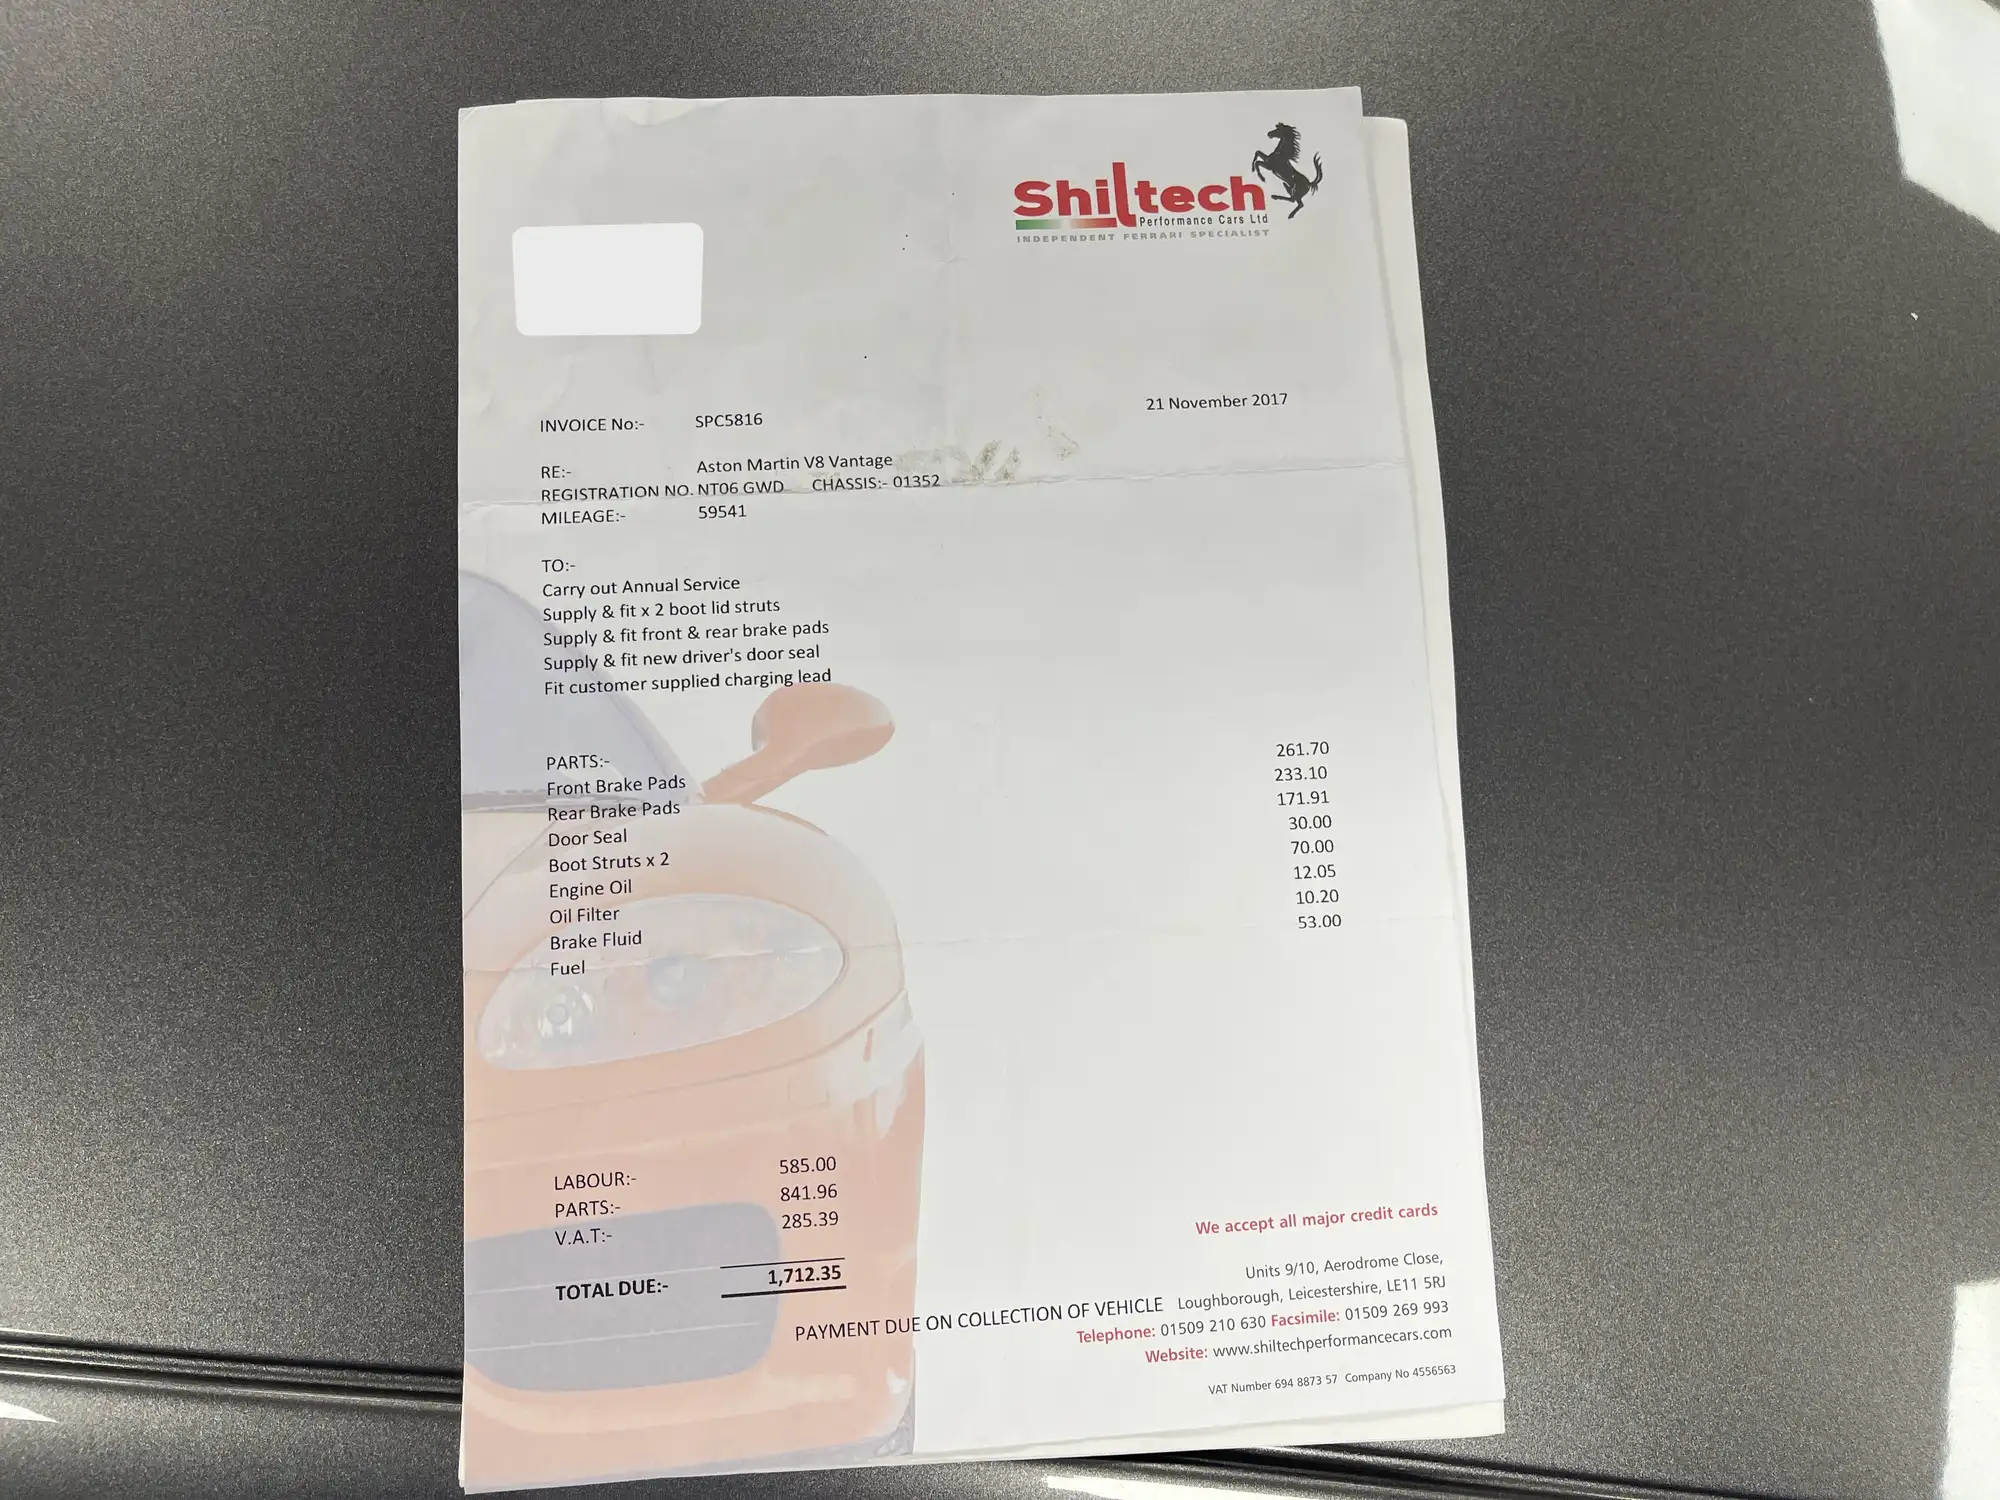 Shiltech
Performance Cars Ltd
INDEPENDENT FERRARI SPECIALIST
21 November 2017
INVOICE No:- SPC5816
RE:- Aston Martin V8 Vantage
REGISTRATION NO. NT06 GWD CHASSIS:- 01352
MILEAGE:- 59541
TO:-
Carry out Annual Service
Supply & fit x 2 boot lid struts
Supply & fit front & rear brake pads
Supply & fit new driver's door seal
Fit customer supplied charging lead
PARTS:-
Front Brake Pads 261.70
Rear Brake Pads 233.10
Door Seal 171.91
Boot Struts x 2 30.00
Engine Oil 70.00
Oil Filter 12.05
Brake Fluid 10.20
Fuel 53.00
LABOUR:- 585.00
PARTS:- 841.96
V.A.T:- 285.39
TOTAL DUE:- 1,712.35
PAYMENT DUE ON COLLECTION OF VEHICLE
We accept all major credit cards
Units 9/10, Aerodrome Close,
Loughborough, Leicestershire, LE11 5RJ
Telephone: 01509 210 630 Facsimile: 01509 269 993
Website: www.shiltechperformancecars.com
VAT Number 694 8873 57 Company No 4556563